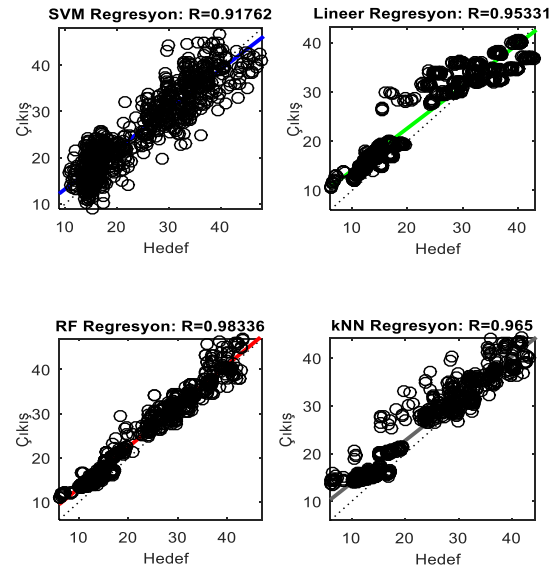 SVM Regresyon: R=0.91762
Çıkış
40
30
20
10
10 20 30 40
Hedef
Lineer Regresyon: R=0.95331
Çıkış
40
30
20
10
10 20 30 40
Hedef
RF Regresyon: R=0.98336
Çıkış
40
30
20
10
10 20 30 40
Hedef
kNN Regresyon: R=0.965
Çıkış
40
30
20
10
10 20 30 40
Hedef